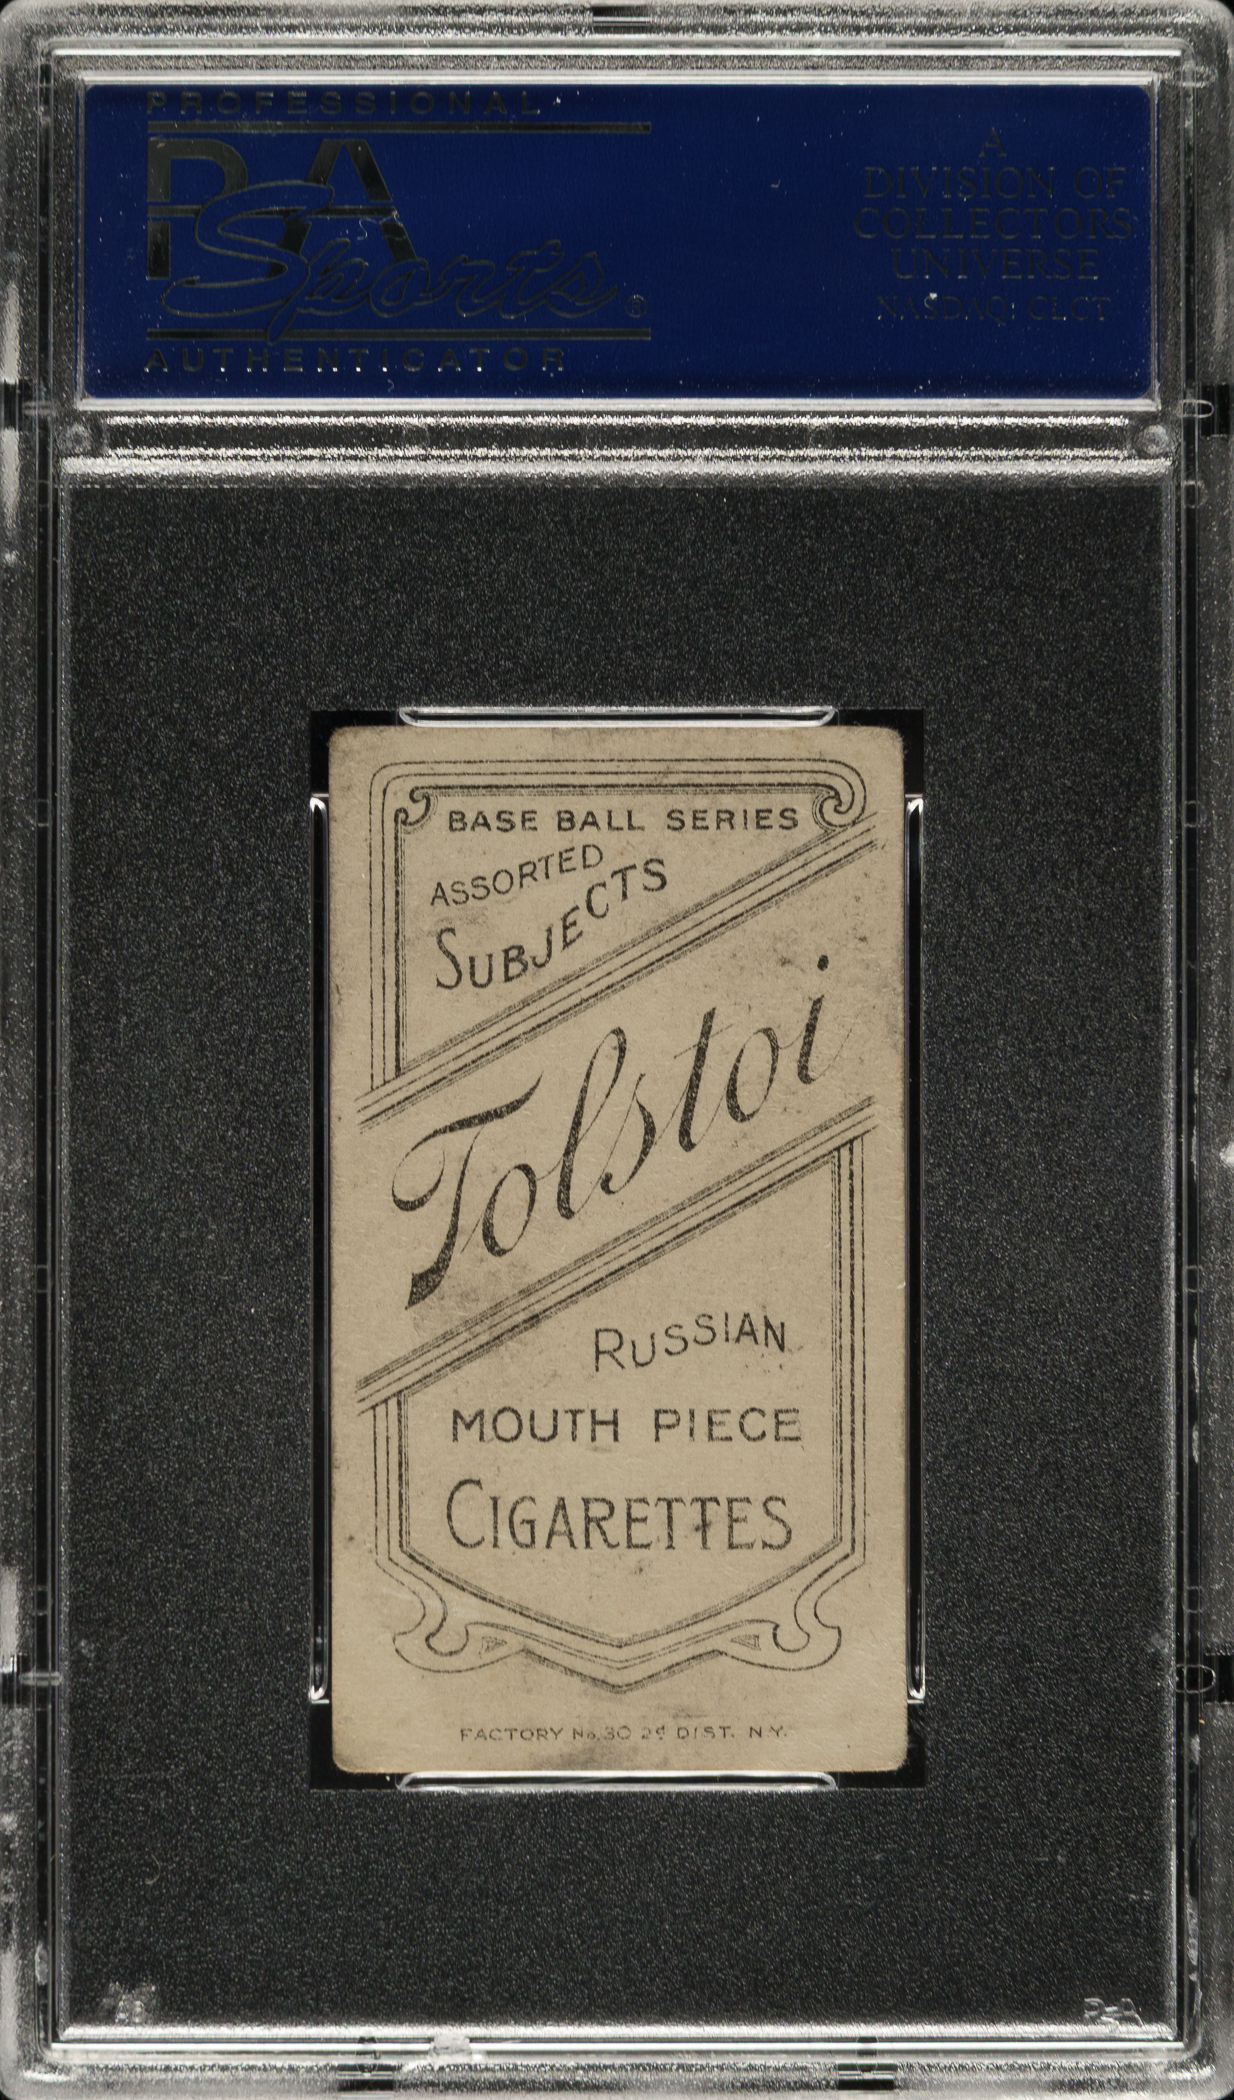 PROFESSIONAL
PSA
Sports®
AUTHENTICATOR
A
DIVISION OF
COLLECTORS
UNIVERSE
NASDAQ: CLCT
BASE BALL SERIES
ASSORTED
SUBJECTS
Tolstoi
RUSSIAN
MOUTH PIECE
CIGARETTES
FACTORY No. 30 2d DIST. N.Y.
PSA